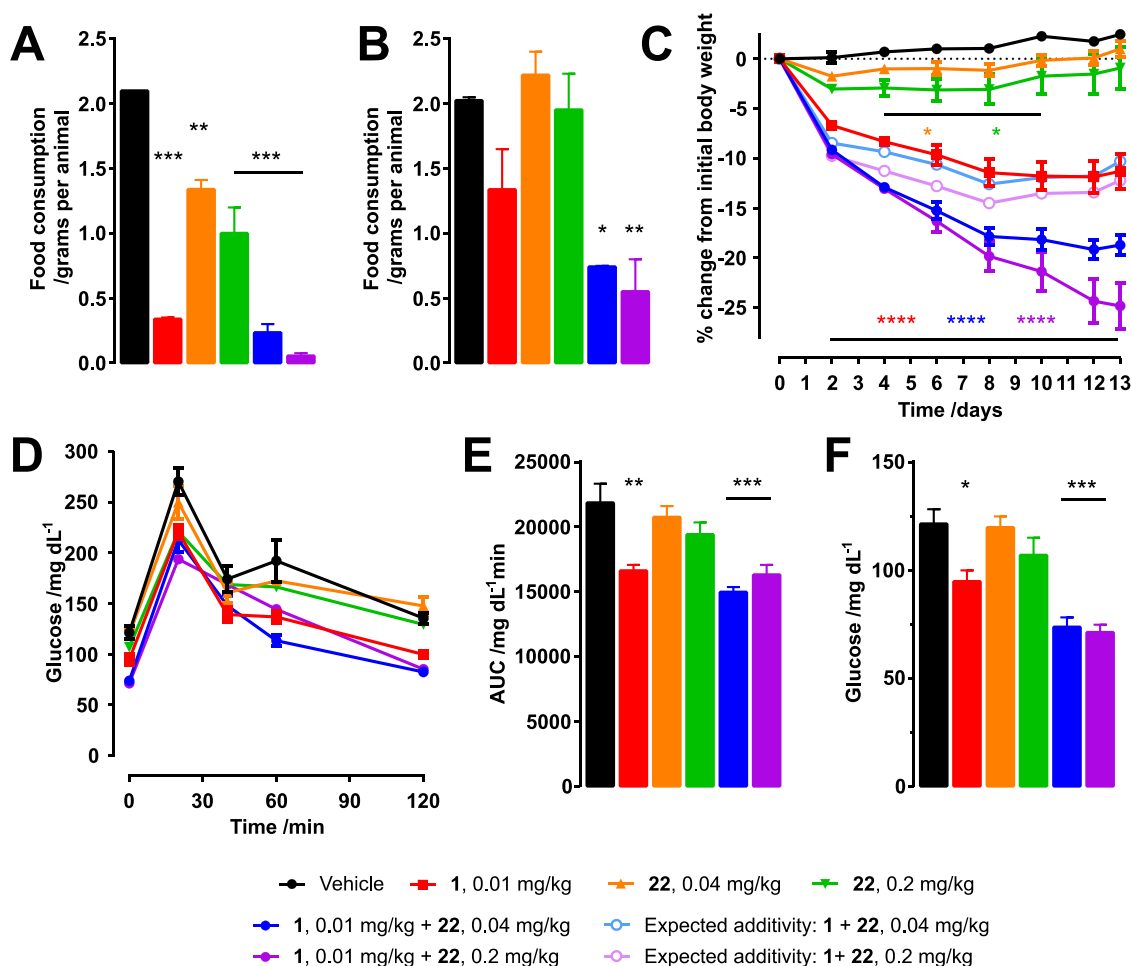 A
Food consumption
/grams per animal
2.5
2.0
1.5
1.0
0.5
0.0
***
**
***
B
Food consumption
/grams per animal
2.5
2.0
1.5
1.0
0.5
0.0
*
**
C
% change from initial body weight
0
-5
-10
-15
-20
-25
*
*
****
****
****
0 1 2 3 4 5 6 7 8 9 10 11 12 13
Time /days
D
Glucose /mg dL⁻¹
300
250
200
150
100
50
0
0 30 60 90 120
Time /min
E
AUC /mg dL⁻¹min
25000
20000
15000
10000
5000
0
**
***
F
Glucose /mg dL⁻¹
150
100
50
0
*
***
Vehicle
1, 0.01 mg/kg
22, 0.04 mg/kg
22, 0.2 mg/kg
1, 0.01 mg/kg + 22, 0.04 mg/kg
Expected additivity: 1 + 22, 0.04 mg/kg
1, 0.01 mg/kg + 22, 0.2 mg/kg
Expected additivity: 1+ 22, 0.2 mg/kg